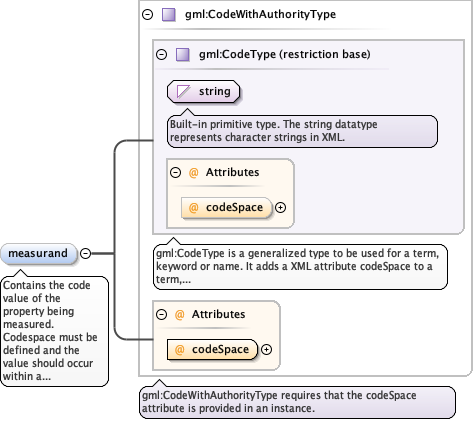 gml:CodeWithAuthorityType
gml:CodeType (restriction base)
string
Built-in primitive type. The string datatype
represents character strings in XML.
@ Attributes
@ codeSpace
measurand
Contains the code
value of the
property being
measured.
Codespace must be
defined and the
value should occur
within a...
gml:CodeType is a generalized type to be used for a term,
keyword or name. It adds a XML attribute codeSpace to a
term,...
@ Attributes
@ codeSpace
gml:CodeWithAuthorityType requires that the codeSpace
attribute is provided in an instance.